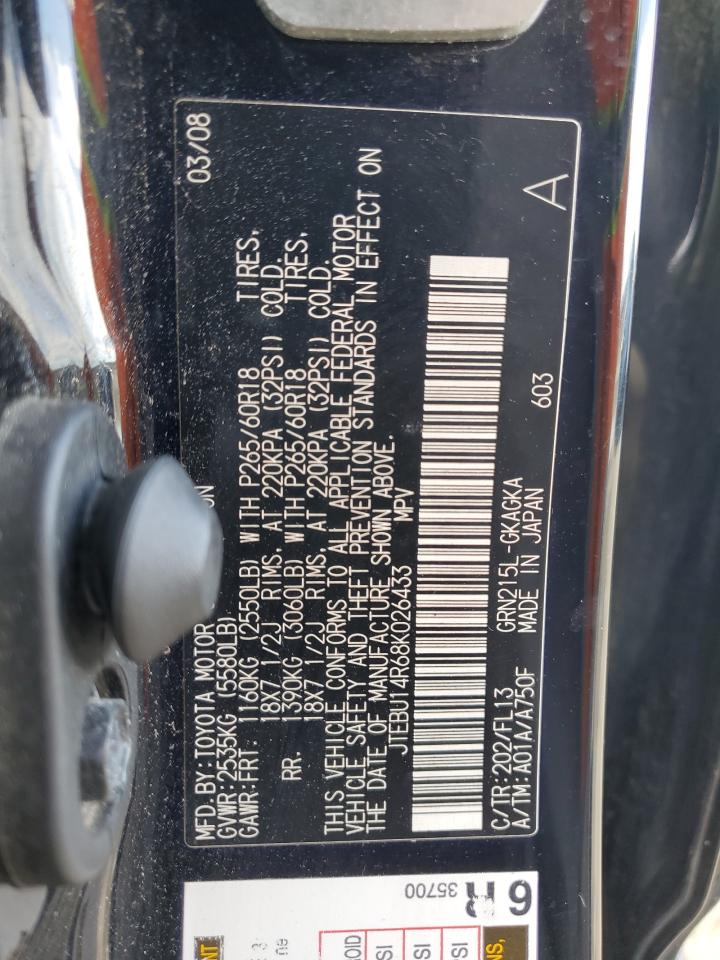 MFD. BY: TOYOTA MOTOR ON 03/08
GVWR: 2535KG (5580LB)
GAWR: FRT: 1160KG (2550LB) WITH P265/60R18 TIRES,
18X7 1/2J RIMS, AT 220KPA (32PSI) COLD.
RR. 1390KG (3060LB) WITH P265/60R18 TIRES,
18X7 1/2J RIMS, AT 220KPA (32PSI) COLD.
THIS VEHICLE CONFORMS TO ALL APPLICABLE FEDERAL MOTOR
VEHICLE SAFETY AND THEFT PREVENTION STANDARDS IN EFFECT ON
THE DATE OF MANUFACTURE SHOWN ABOVE.
JTEBU14R68K026433 MPV
C/TR: 202/FL13 GRN215L-GKAGKA
A/TM: A01A/A750F MADE IN JAPAN 603 A
6R
35700